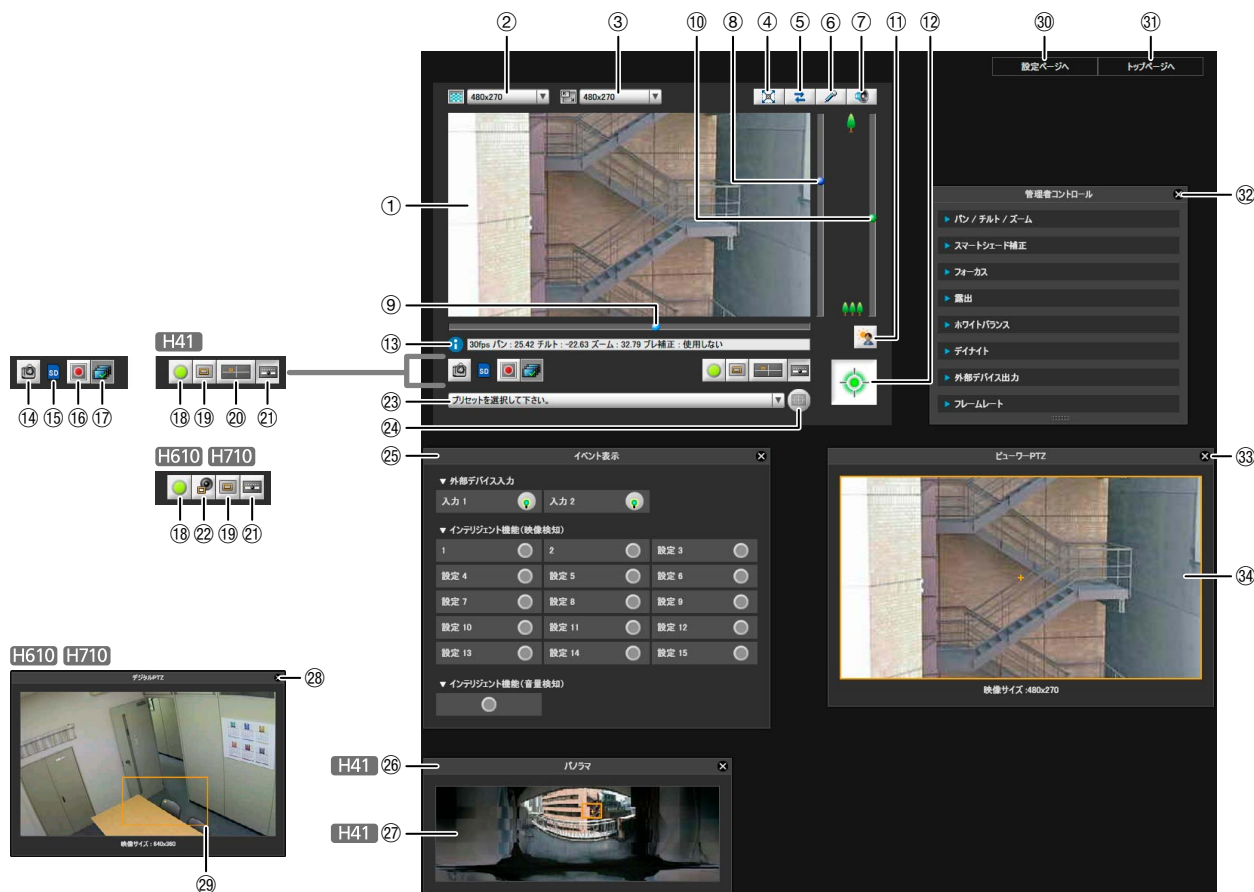 ② ③ ⑩ ⑧ ④ ⑤ ⑥ ⑦ ⑪ ⑫ ㉚ ㉛
設定ページへ トップページへ
480x270 480x270
① ⑧ ⑩ ⑨ ⑬
管理者コントロール ㉜
パン / チルト / ズーム
スマートシェード補正
フォーカス
露出
ホワイトバランス
デイナイト
外部デバイス出力
フレームレート
⑪
30fps パン : 25.42 チルト : -22.63 ズーム : 32.79 ブレ補正 : 使用しない
H41
SD
SD
⑭ ⑮ ⑯ ⑰ ⑱ ⑲ ⑳ ㉑
⑫
㉓ プリセットを選択して下さい。
㉔
H610 H710
⑱ ㉒ ⑲ ㉑
㉕ イベント表示
▼ 外部デバイス入力
入力 1 入力 2
▼ インテリジェント機能(映像検知)
1 2 設定 3
設定 4 設定 5 設定 6
設定 7 設定 8 設定 9
設定 10 設定 11 設定 12
設定 13 設定 14 設定 15
▼ インテリジェント機能(音量検知)
ビューワーPTZ ㉝
㉞
映像サイズ :480x270
H610 H710
デジタルPTZ ㉘
映像サイズ : 640x360
㉙
H41 ㉖ パノラマ
H41 ㉗